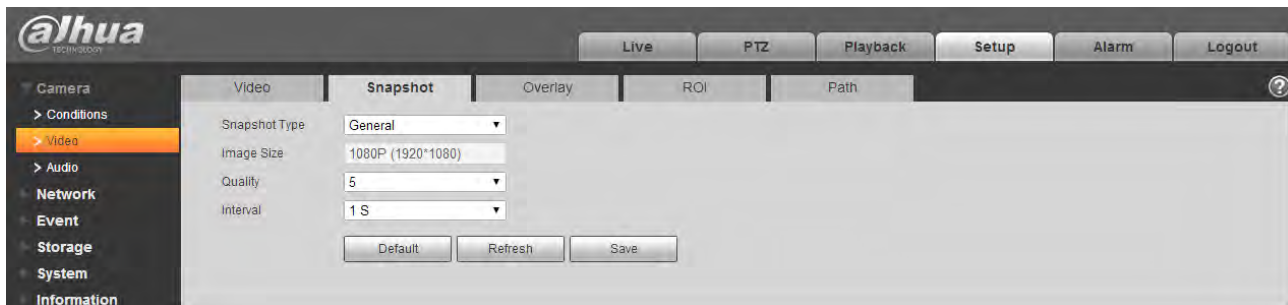 alhua
TECHNOLOGY
Live PTZ Playback Setup Alarm Logout
Camera
> Conditions
> Video
> Audio
Network
Event
Storage
System
Information
Video Snapshot Overlay ROI Path
?
Snapshot Type General
Image Size 1080P (1920*1080)
Quality 5
Interval 1 S
Default Refresh Save